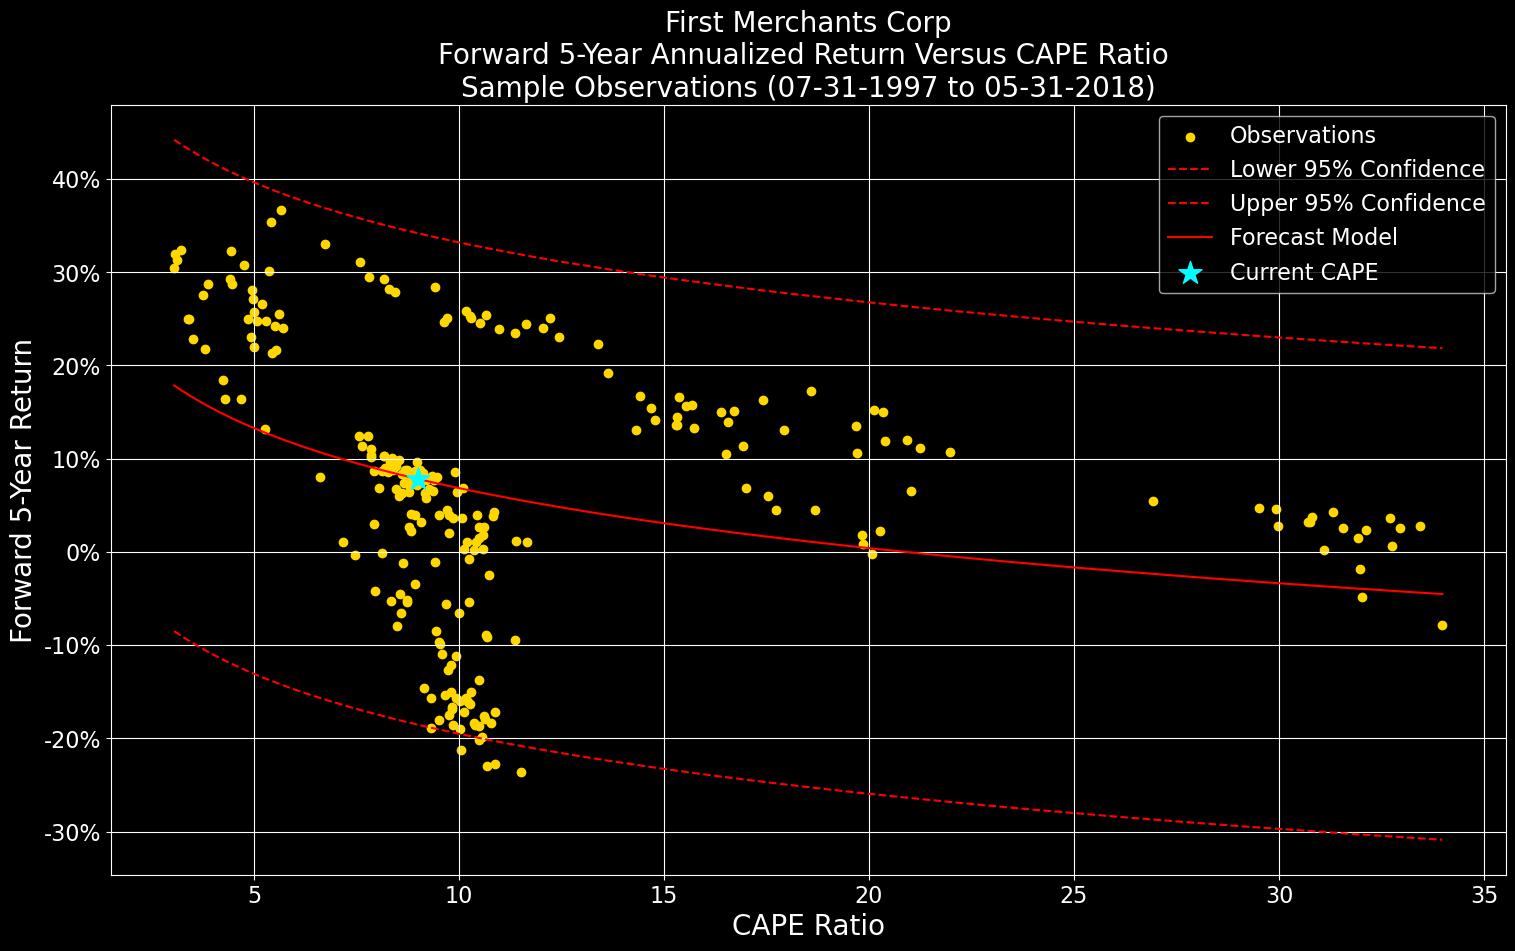 First Merchants Corp
Forward 5-Year Annualized Return Versus CAPE Ratio
Sample Observations (07-31-1997 to 05-31-2018)
Observations
Lower 95% Confidence
Upper 95% Confidence
Forecast Model
Current CAPE
Forward 5-Year Return
40%
30%
20%
10%
0%
-10%
-20%
-30%
5 10 15 20 25 30 35
CAPE Ratio